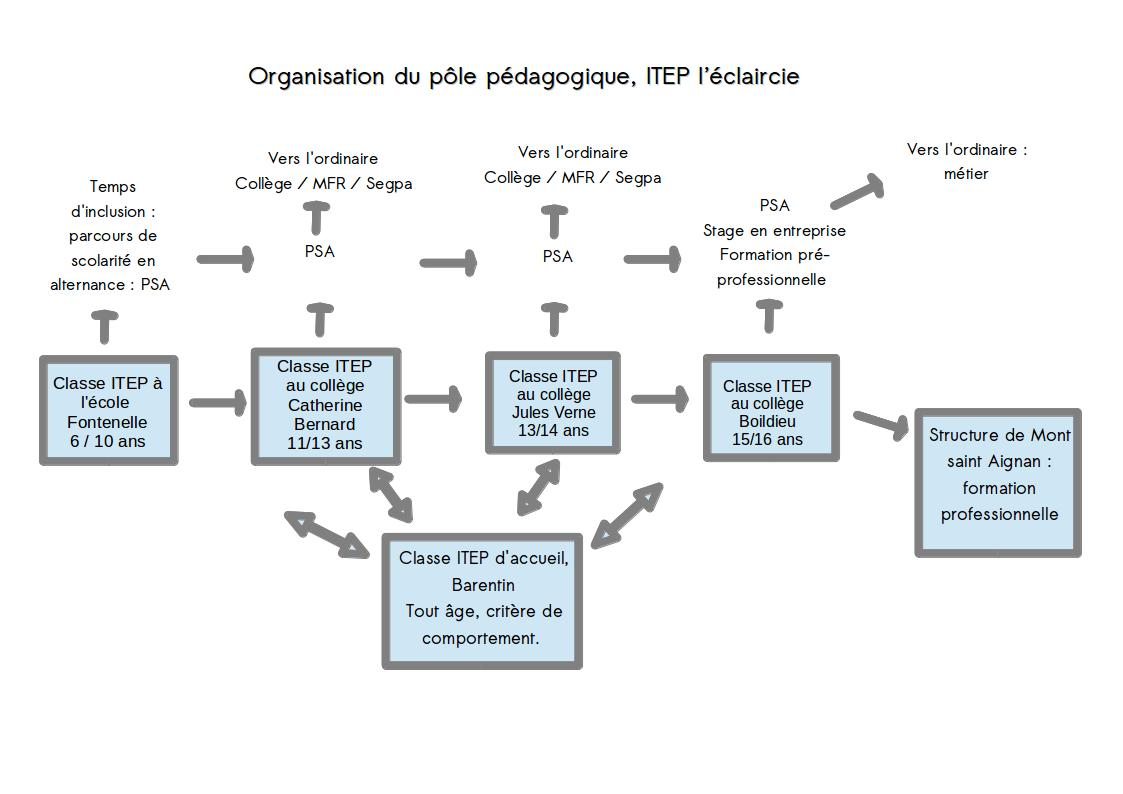 Organisation du pôle pédagogique, ITEP l'éclaircie
Temps
d'inclusion :
parcours de
scolarité en
alternance : PSA
Vers l'ordinaire
Collège / MFR / Segpa
PSA
Vers l'ordinaire
Collège / MFR / Segpa
PSA
PSA
Stage en entreprise
Formation pré-
professionnelle
Vers l'ordinaire :
métier
Classe ITEP à
l'école
Fontenelle
6 / 10 ans
Classe ITEP
au collège
Catherine
Bernard
11/13 ans
Classe ITEP
au collège
Jules Verne
13/14 ans
Classe ITEP
au collège
Boildieu
15/16 ans
Structure de Mont
saint Aignan :
formation
professionnelle
Classe ITEP d'accueil,
Barentin
Tout âge, critère de
comportement.